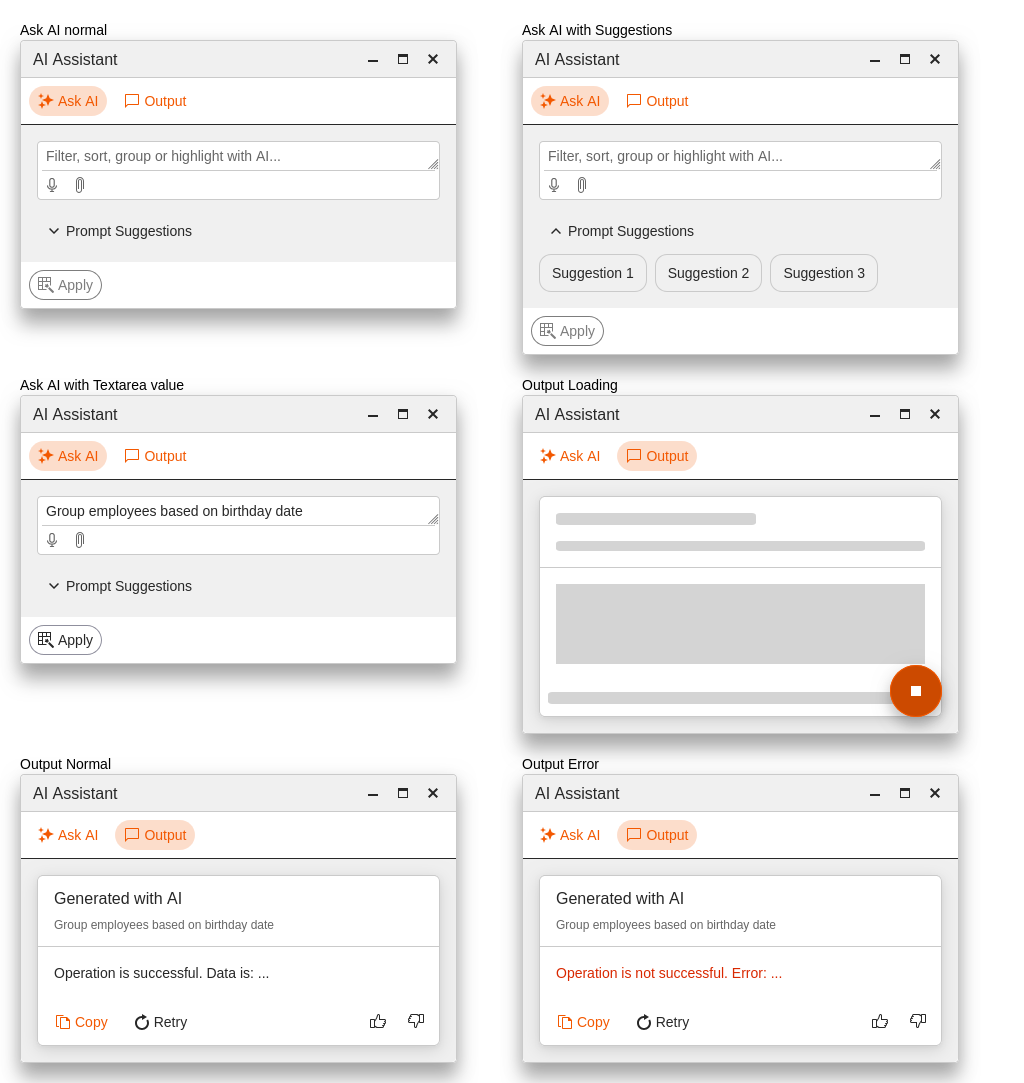 Ask AI normal
AI Assistant
Ask AI Output
Filter, sort, group or highlight with AI...
Prompt Suggestions
Apply
Ask AI with Suggestions
AI Assistant
Ask AI Output
Filter, sort, group or highlight with AI...
Prompt Suggestions
Suggestion 1 Suggestion 2 Suggestion 3
Apply
Ask AI with Textarea value
AI Assistant
Ask AI Output
Group employees based on birthday date
Prompt Suggestions
Apply
Output Loading
AI Assistant
Ask AI Output
Output Normal
AI Assistant
Ask AI Output
Generated with AI
Group employees based on birthday date
Operation is successful. Data is: ...
Copy Retry
Output Error
AI Assistant
Ask AI Output
Generated with AI
Group employees based on birthday date
Operation is not successful. Error: ...
Copy Retry